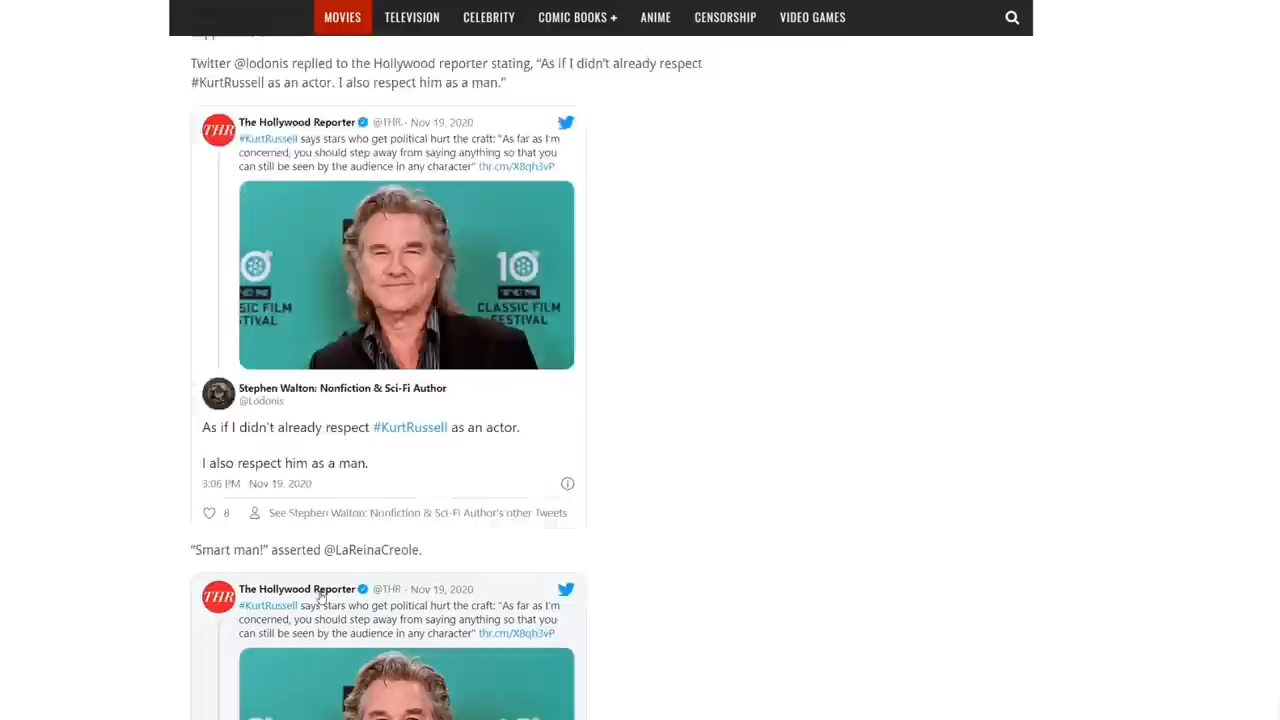 MOVIES TELEVISION CELEBRITY COMIC BOOKS + ANIME CENSORSHIP VIDEO GAMES
Twitter @lodonis replied to the Hollywood reporter stating, “As if I didn’t already respect
#KurtRussell as an actor. I also respect him as a man.”
THR The Hollywood Reporter @THR · Nov 19, 2020
#KurtRussell says stars who get political hurt the craft: "As far as I'm
concerned, you should step away from saying anything so that you
can still be seen by the audience in any character" thr.cm/X8qh3vP
10
TCM
SIC FILM
TIVAL
10
TCM
CLASSIC FILM
FESTIVAL
Stephen Walton: Nonfiction & Sci-Fi Author
@Lodonis
As if I didn't already respect #KurtRussell as an actor.
I also respect him as a man.
3:06 PM · Nov 19, 2020
8 See Stephen Walton: Nonfiction & Sci-Fi Author's other Tweets
“Smart man!” asserted @LaReinaCreole.
THR The Hollywood Reporter @THR · Nov 19, 2020
#KurtRussell says stars who get political hurt the craft: "As far as I'm
concerned, you should step away from saying anything so that you
can still be seen by the audience in any character" thr.cm/X8qh3vP